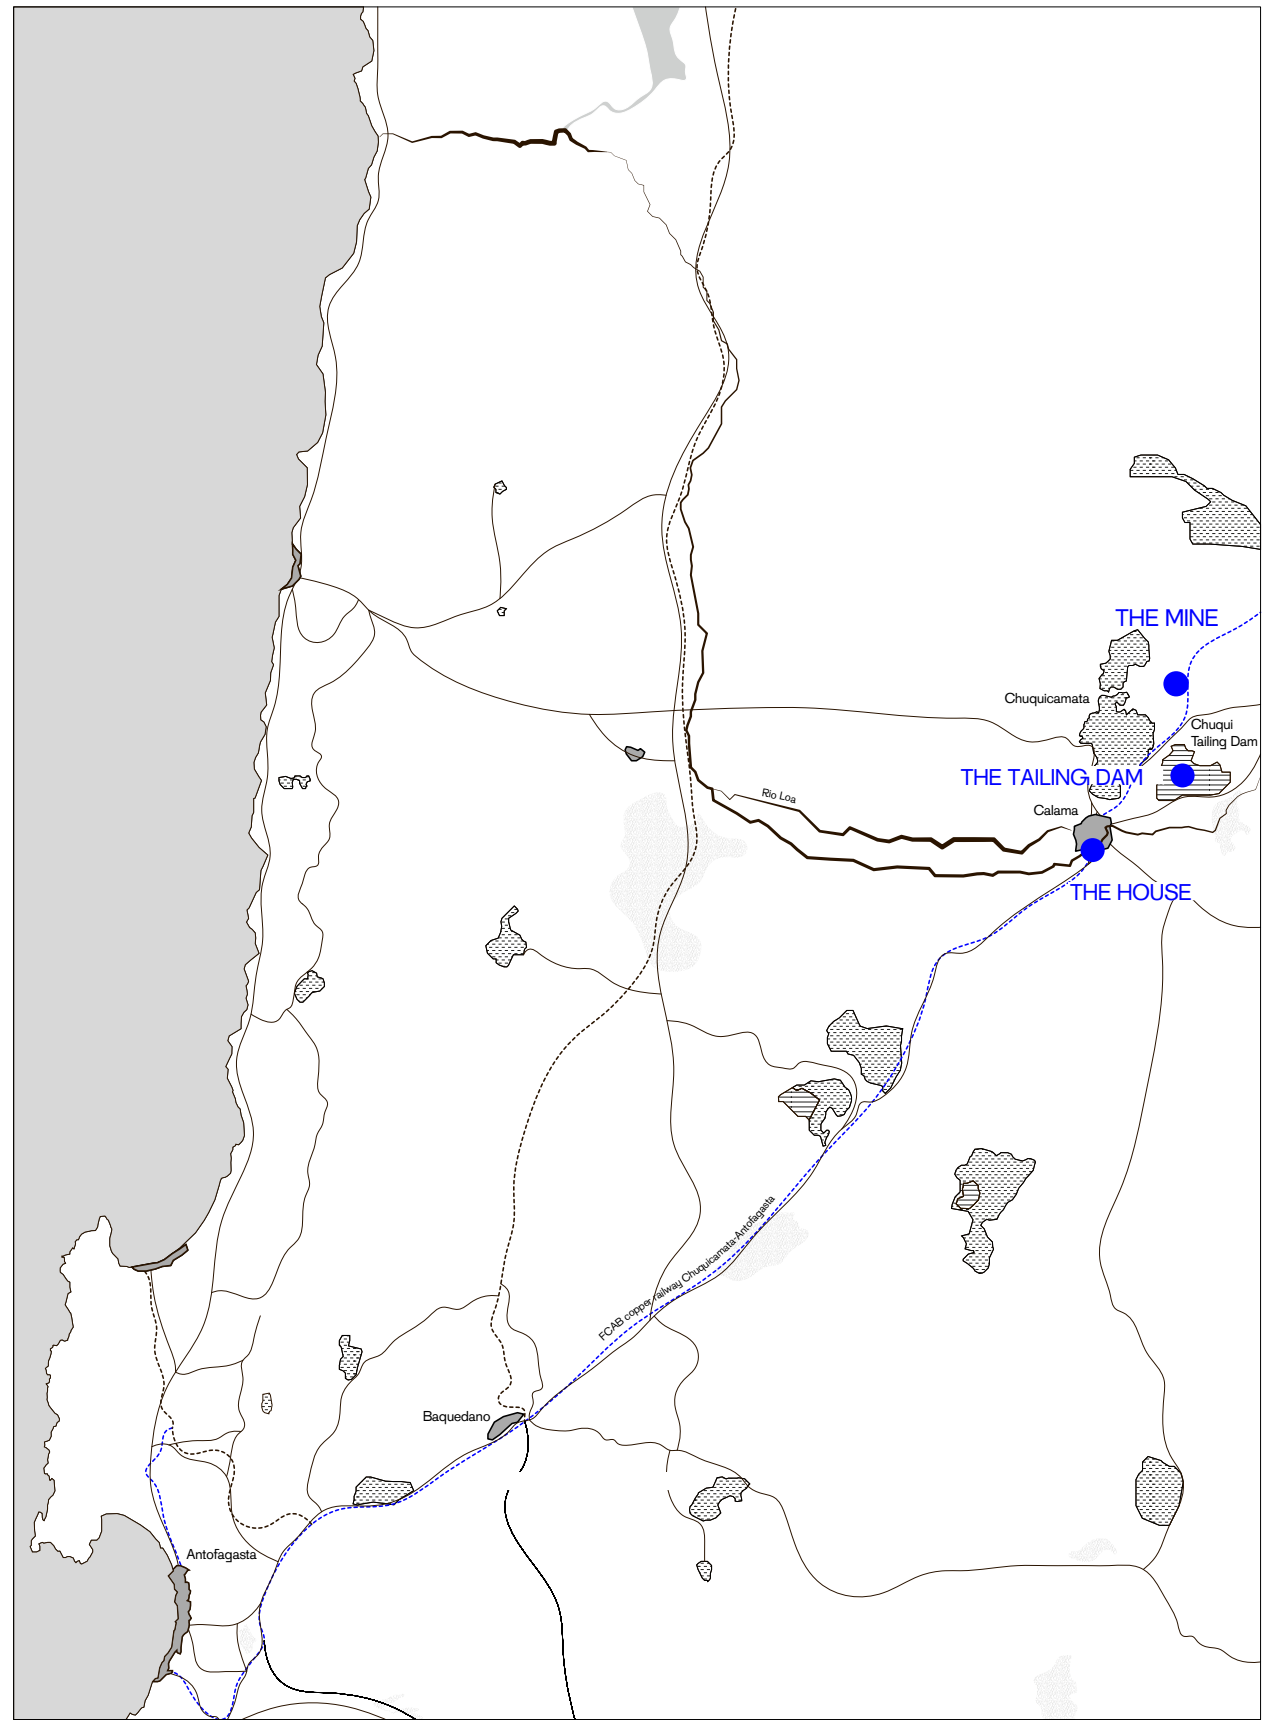 THE MINE
Chuquicamata
Chuqui
Tailing Dam
THE TAILING DAM
Rio Loa
Calama
THE HOUSE
FCAB copper railway Chuquicamata-Antofagasta
Baquedano
Antofagasta